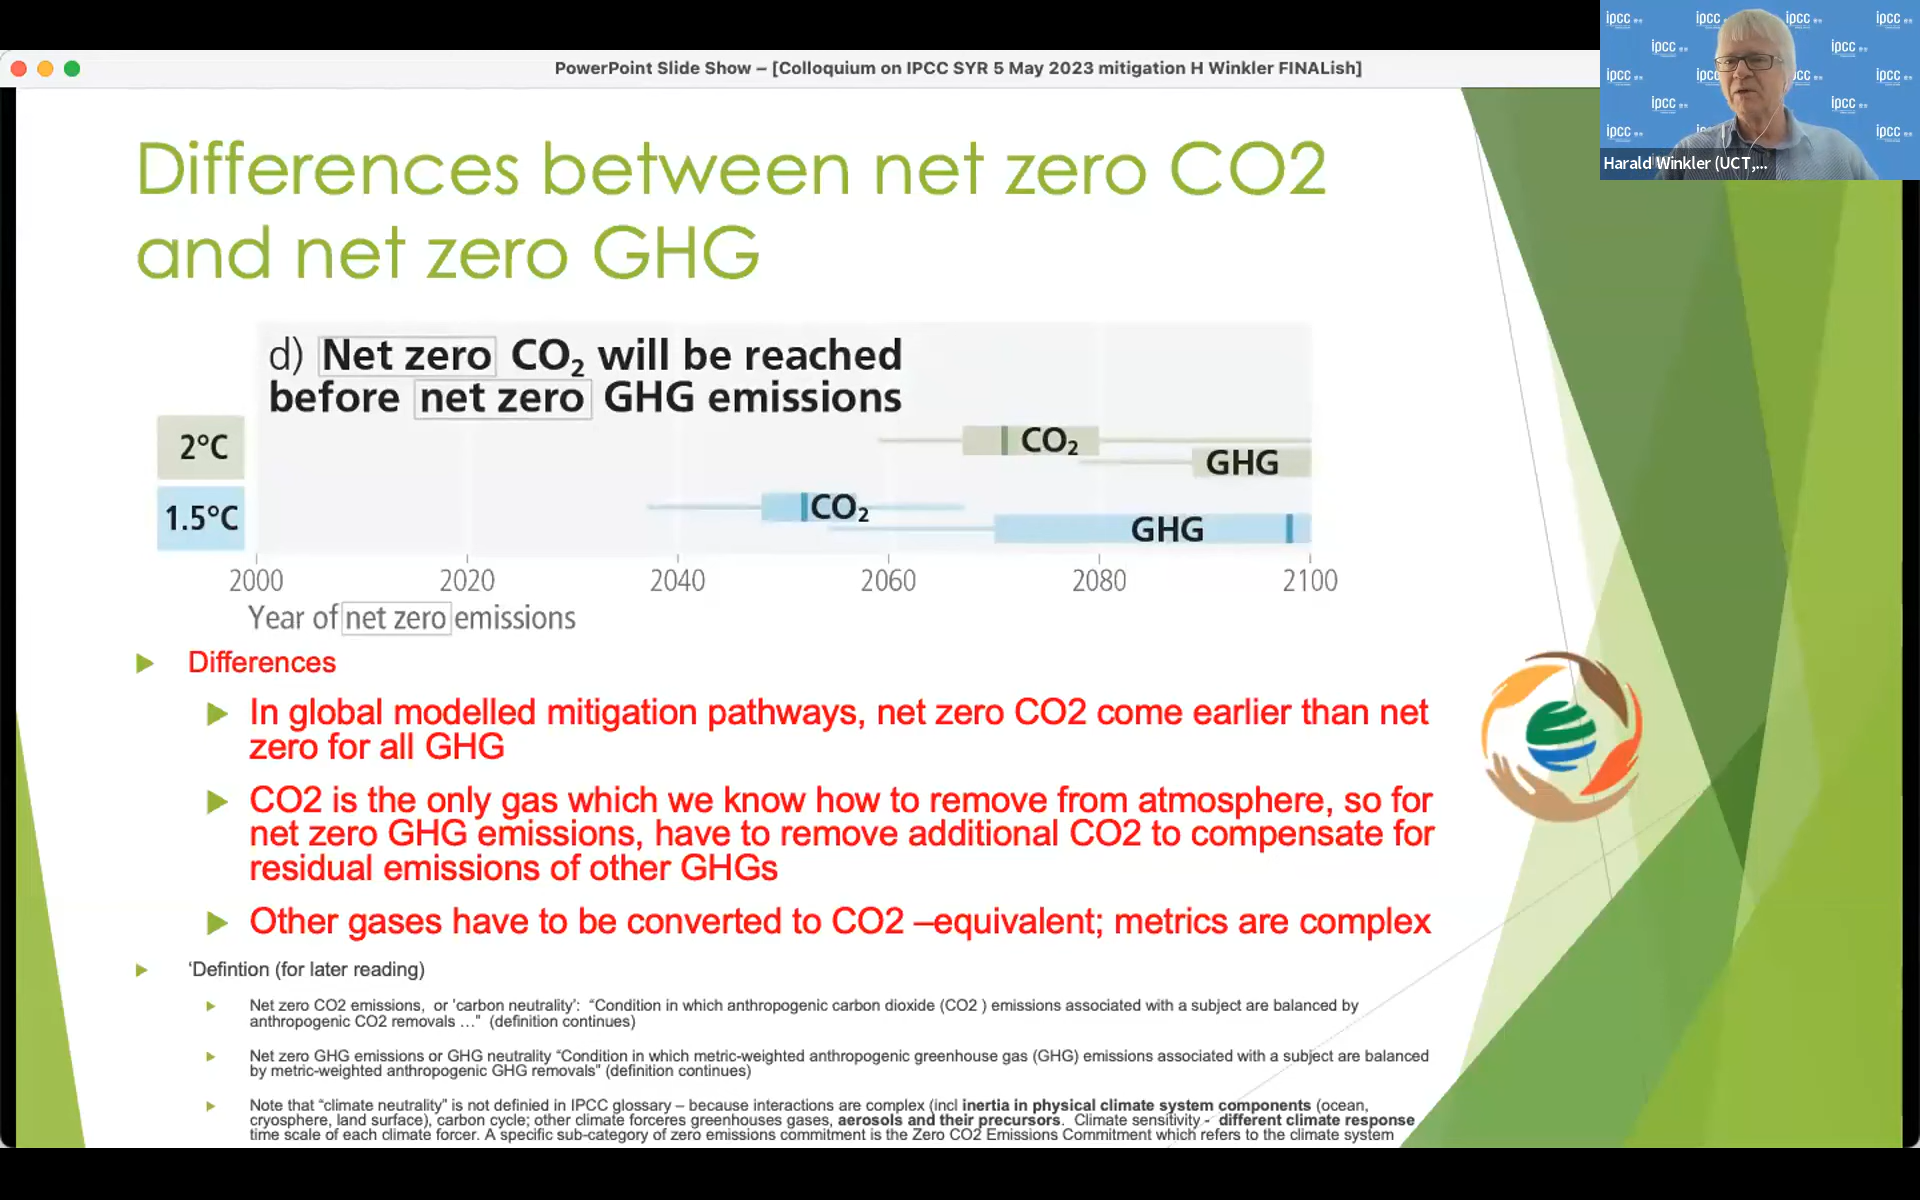 PowerPoint Slide Show – [Colloquium on IPCC SYR 5 May 2023 mitigation H Winkler FINALish]
ipcc ipcc ipcc ipcc
ipcc ipcc
ipcc ipcc ipcc
ipcc ipcc
ipcc ipcc
Harald Winkler (UCT,...
Differences between net zero CO2
and net zero GHG
d) Net zero CO₂ will be reached
before net zero GHG emissions
2°C
CO₂
GHG
1.5°C
CO₂
GHG
2000 2020 2040 2060 2080 2100
Year of net zero emissions
Differences
In global modelled mitigation pathways, net zero CO2 come earlier than net
zero for all GHG
CO2 is the only gas which we know how to remove from atmosphere, so for
net zero GHG emissions, have to remove additional CO2 to compensate for
residual emissions of other GHGs
Other gases have to be converted to CO2 –equivalent; metrics are complex
‘Defintion (for later reading)
Net zero CO2 emissions, or 'carbon neutrality': “Condition in which anthropogenic carbon dioxide (CO2 ) emissions associated with a subject are balanced by
anthropogenic CO2 removals …” (definition continues)
Net zero GHG emissions or GHG neutrality “Condition in which metric-weighted anthropogenic greenhouse gas (GHG) emissions associated with a subject are balanced
by metric-weighted anthropogenic GHG removals” (definition continues)
Note that “climate neutrality” is not definied in IPCC glossary – because interactions are complex (incl inertia in physical climate system components (ocean,
cryosphere, land surface), carbon cycle; other climate forceres greenhouses gases, aerosols and their precursors. Climate sensitivity - different climate response
time scale of each climate forcer. A specific sub-category of zero emissions commitment is the Zero CO2 Emissions Commitment which refers to the climate system